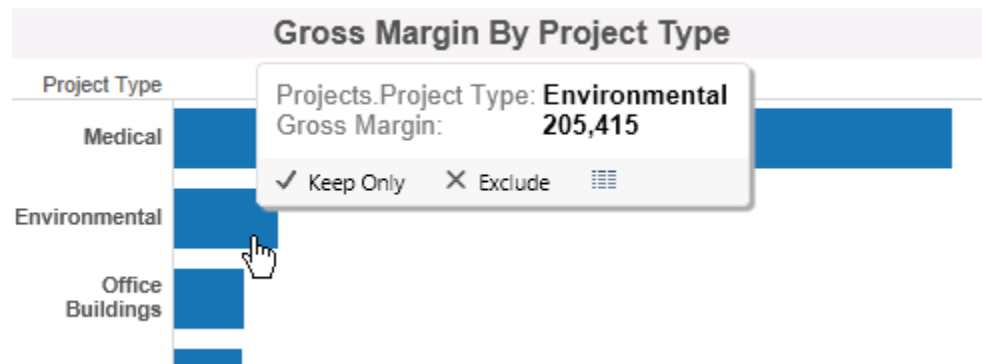 Gross Margin By Project Type
Project Type
Projects.Project Type: Environmental
Gross Margin: 205,415
Keep Only Exclude
Medical
Environmental
Office
Buildings